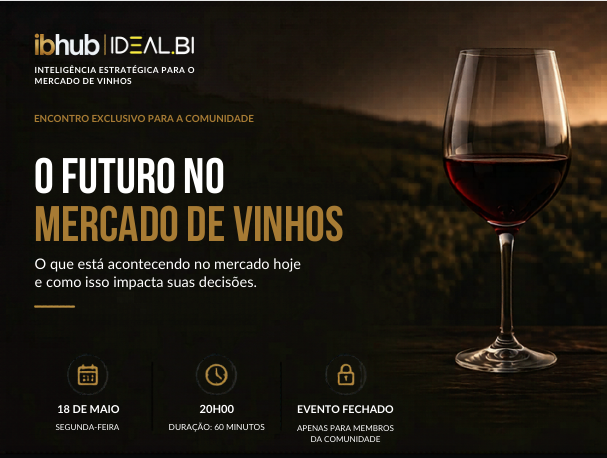 ibhub | IDEAL.BI
INTELIGÊNCIA ESTRATÉGICA PARA O
MERCADO DE VINHOS
ENCONTRO EXCLUSIVO PARA A COMUNIDADE
O FUTURO NO
MERCADO DE VINHOS
O que está acontecendo no mercado hoje
e como isso impacta suas decisões.
18 DE MAIO
SEGUNDA-FEIRA
20H00
DURAÇÃO: 60 MINUTOS
EVENTO FECHADO
APENAS PARA MEMBROS
DA COMUNIDADE